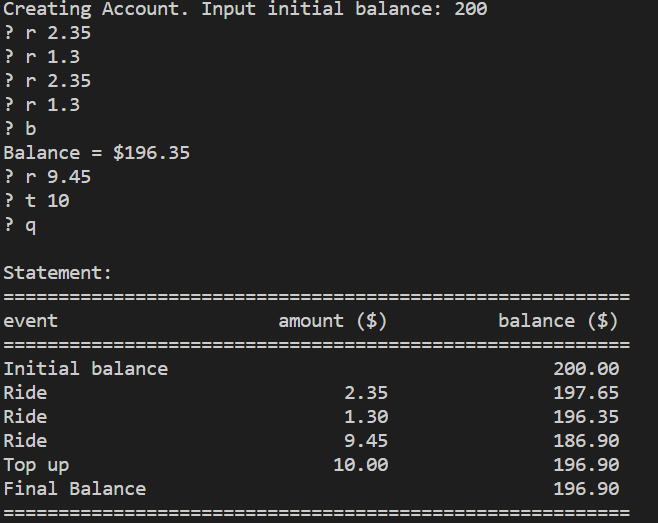 Creating Account. Input initial balance: 200
? r 2.35
? r 1.3
? r 2.35
? r 1.3
? b
Balance = $196.35
? r 9.45
? t 10
? q
Statement:
=========================================================
event                    amount ($)          balance ($)
=========================================================
Initial balance                                   200.00
Ride                           2.35               197.65
Ride                           1.30               196.35
Ride                           9.45               186.90
Top up                        10.00               196.90
Final Balance                                     196.90
=========================================================